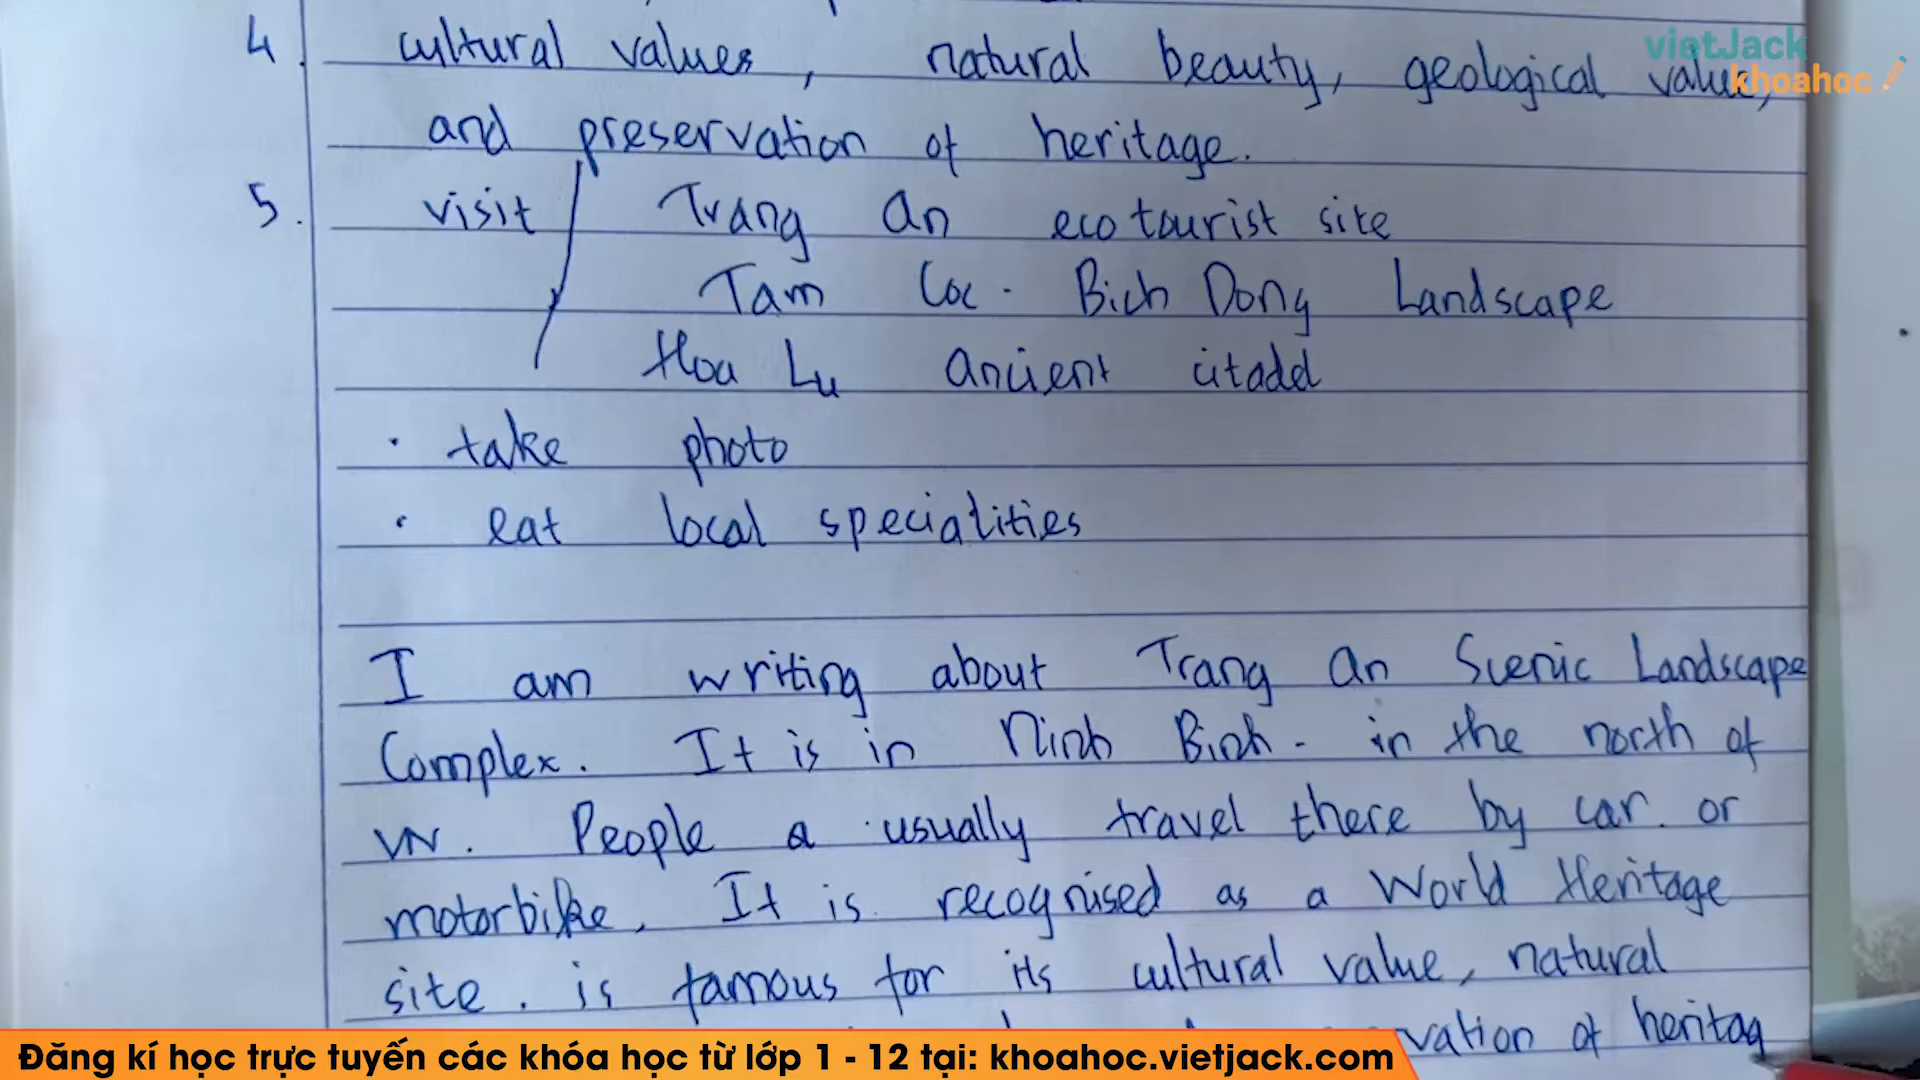 4. cultural values, natural beauty, geological value,
and preservation of heritage.
5. visit Trang An ecotourist site
Tam Coc - Bich Dong Landscape
Hoa Lu Ancient citadel
• take photo
• eat local specialities
I am writing about Trang An Scenic Landscape
Complex. It is in Ninh Binh - in the north of
VN. People a usually travel there by car or
motorbike. It is recognised as a World Heritage
site. is famous for its cultural value, natural
vation of heritag
vietJack
khoahoc
Đăng kí học trực tuyến các khóa học từ lớp 1 - 12 tại: khoahoc.vietjack.com